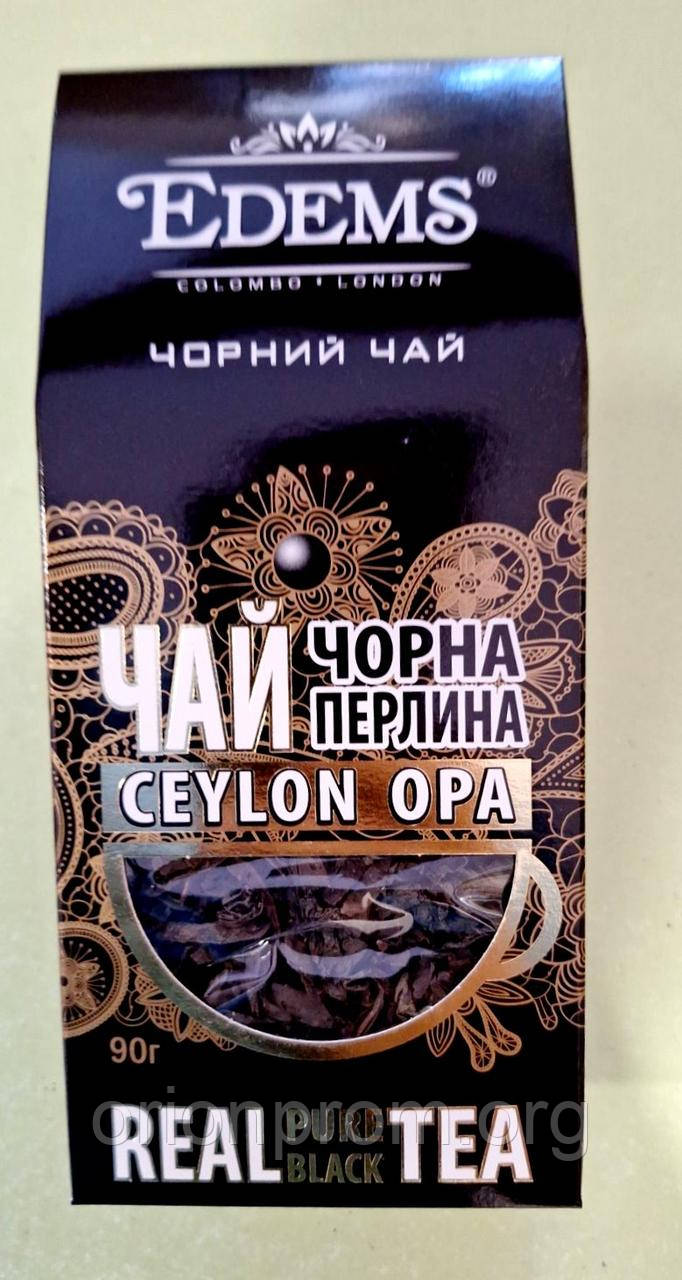 EDEMS®
COLOMBO • LONDON
ЧОРНИЙ ЧАЙ
ЧАЙ ЧОРНА
ПЕРЛИНА
CEYLON OPA
90г
orionprom.org
REAL PURE BLACK TEA